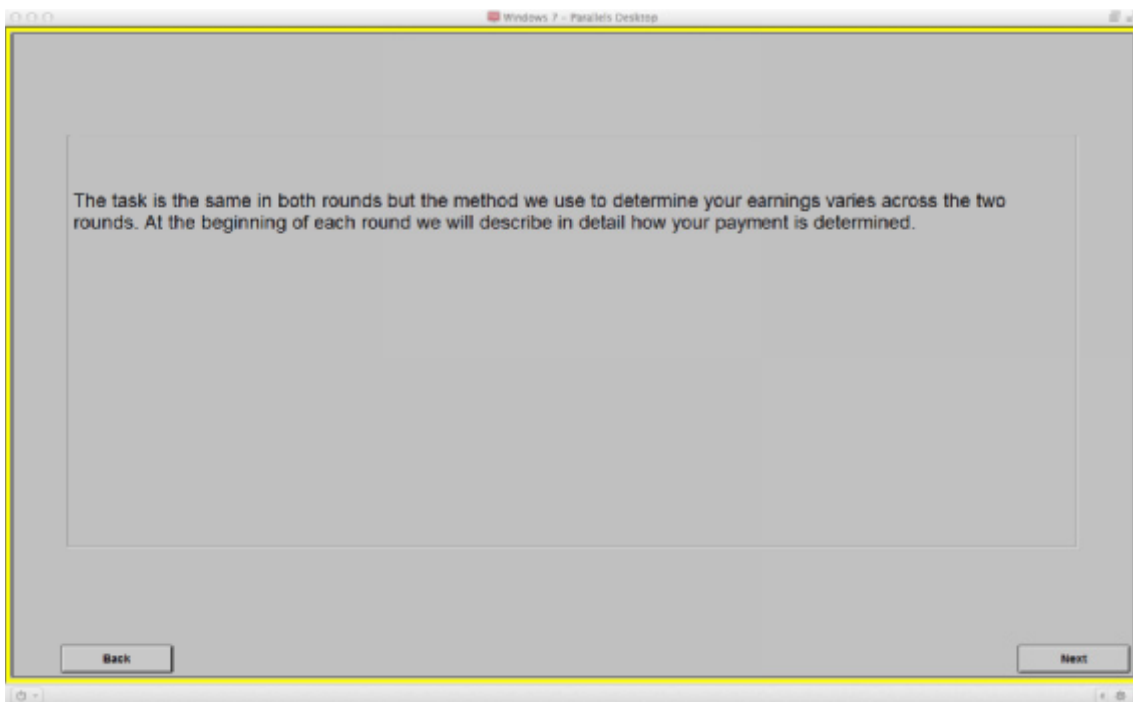 Windows 7 - Parallels Desktop
The task is the same in both rounds but the method we use to determine your earnings varies across the two
rounds. At the beginning of each round we will describe in detail how your payment is determined.
Back
Next